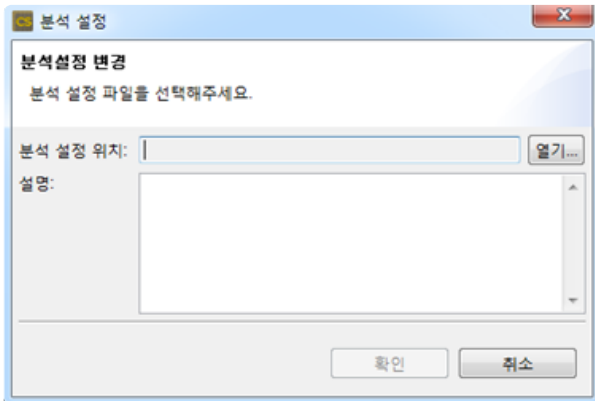 CS 분석 설정
분석설정 변경
분석 설정 파일을 선택해주세요.
분석 설정 위치: 열기...
설명:
확인 취소